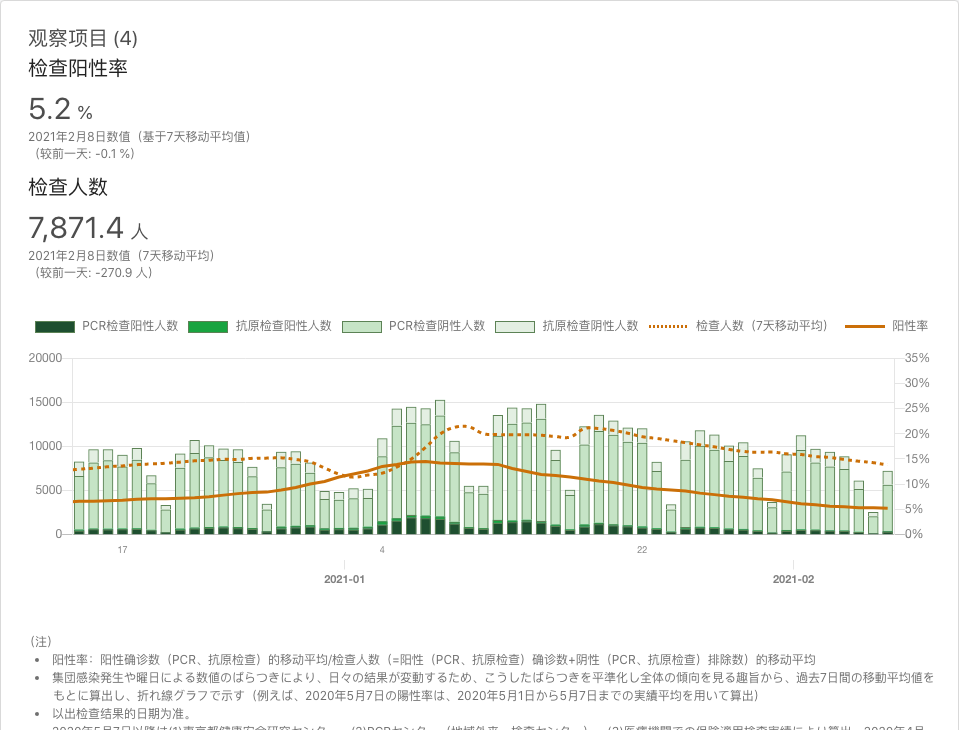 观察项目 (4)
检查阳性率
5.2 %
2021年2月8日数值（基于7天移动平均值）
（较前一天: -0.1 %）
检查人数
7,871.4 人
2021年2月8日数值（7天移动平均）
（较前一天: -270.9 人）
PCR检查阳性人数 抗原检查阳性人数 PCR检查阴性人数 抗原检查阴性人数 检查人数（7天移动平均） 阳性率
20000 35%
30%
15000 25%
20%
10000 15%
5000 10%
5%
0 0%
17 4 22
2021-01 2021-02
（注）
• 阳性率：阳性确诊数（PCR、抗原检查）的移动平均/检查人数（=阳性（PCR、抗原检查）确诊数+阴性（PCR、抗原检查）排除数）的移动平均
• 集団感染発生や曜日による数値のばらつきにより、日々の結果が変動するため、こうしたばらつきを平準化し全体の傾向を見る趣旨から、過去7日間の移動平均値を
もとに算出し、折れ線グラフで示す（例えば、2020年5月7日の陽性率は、2020年5月1日から5月7日までの実績平均を用いて算出）
• 以出检查结果的日期为准。